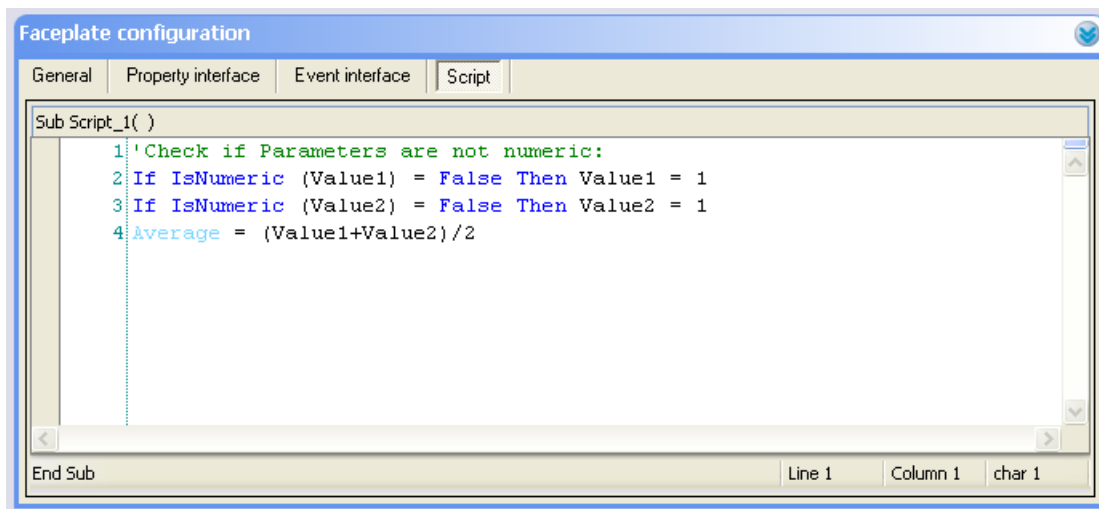 Faceplate configuration
General Property interface Event interface Script
Sub Script_1( )
1 'Check if Parameters are not numeric:
2 If IsNumeric (Value1) = False Then Value1 = 1
3 If IsNumeric (Value2) = False Then Value2 = 1
4 Average = (Value1+Value2)/2
End Sub Line 1 Column 1 char 1